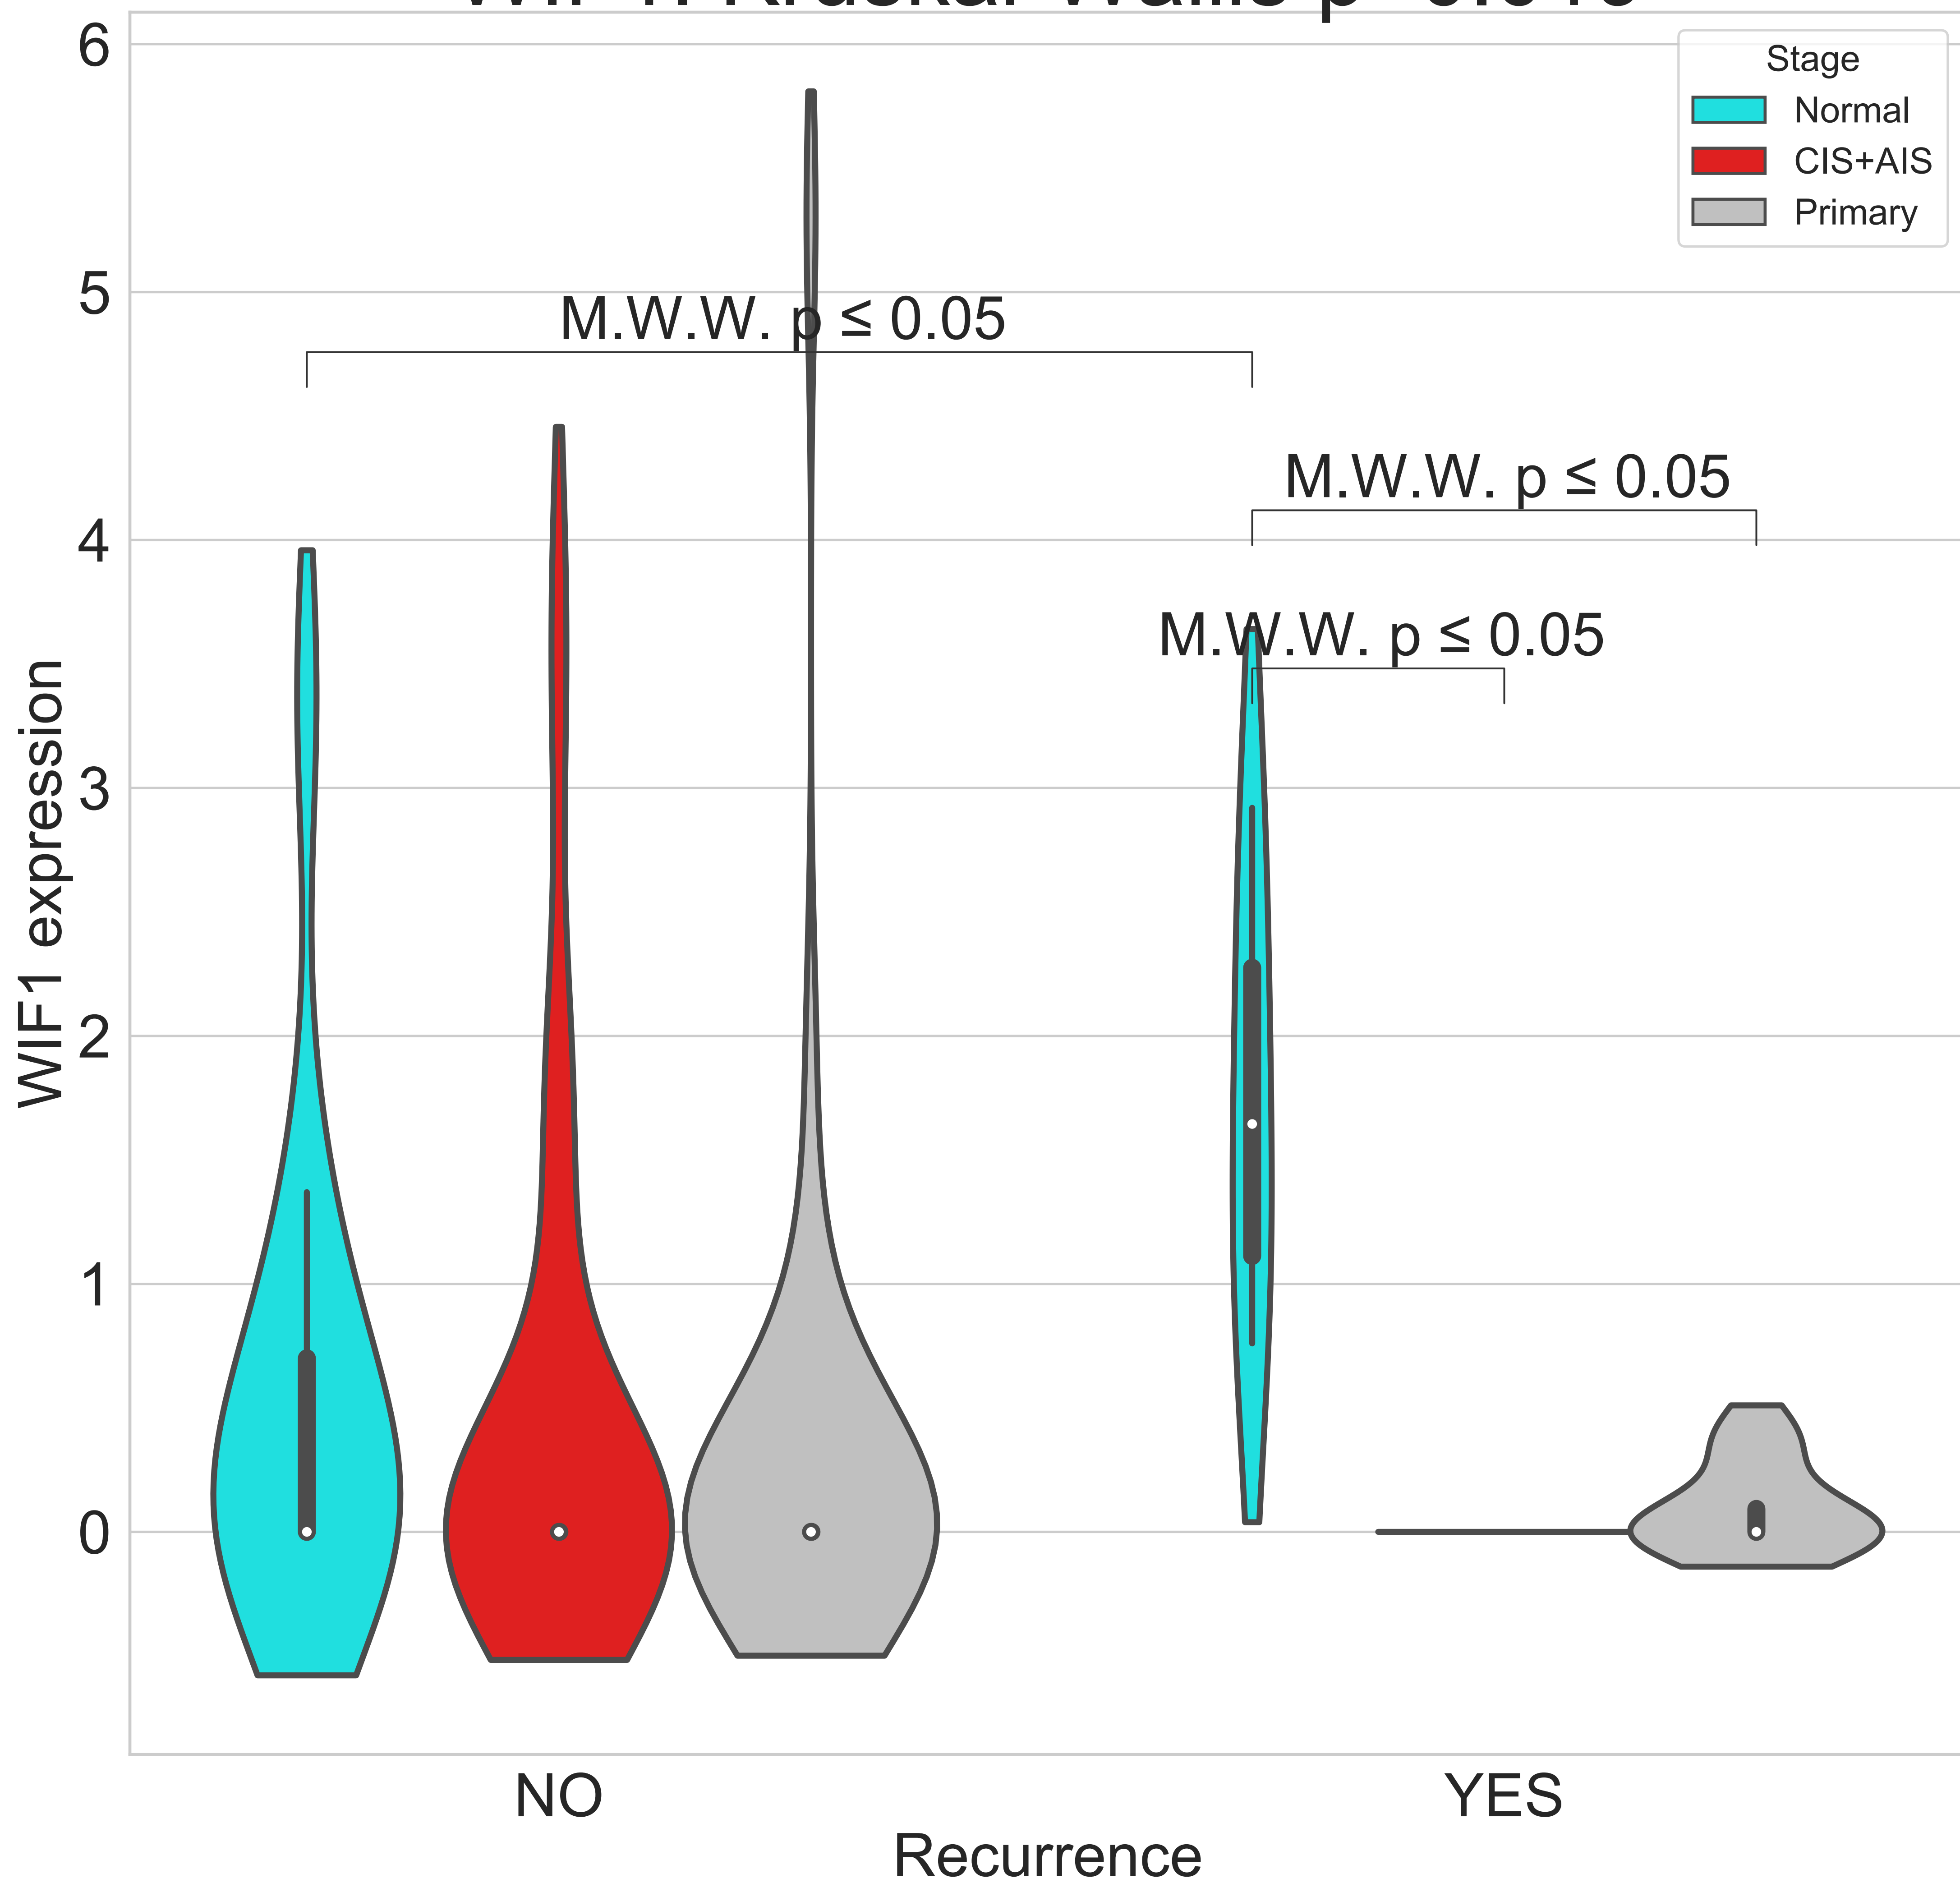 6
5
4
3
2
1
0
WIF1 expression
Stage
Normal
CIS+AIS
Primary
M.W.W. p ≤ 0.05
M.W.W. p ≤ 0.05
M.W.W. p ≤ 0.05
NO
YES
Recurrence